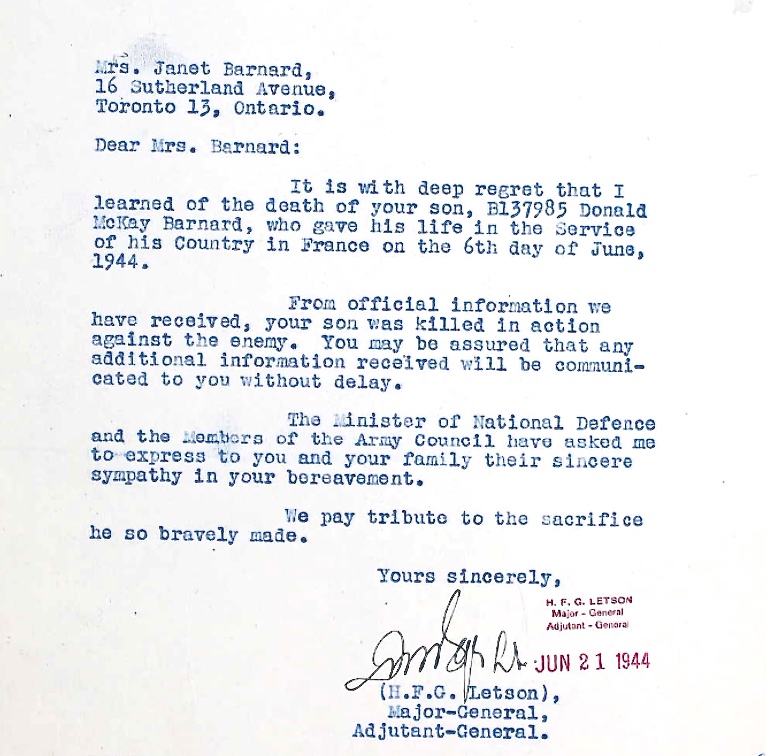 Mrs. Janet Barnard,
16 Sutherland Avenue,
Toronto 13, Ontario.
Dear Mrs. Barnard:
It is with deep regret that I
learned of the death of your son, B137985 Donald
McKay Barnard, who gave his life in the Service
of his Country in France on the 6th day of June,
1944.
From official information we
have received, your son was killed in action
against the enemy. You may be assured that any
additional information received will be communi-
cated to you without delay.
The Minister of National Defence
and the Members of the Army Council have asked me
to express to you and your family their sincere
sympathy in your bereavement.
We pay tribute to the sacrifice
he so bravely made.
Yours sincerely,
H. F. G. LETSON
Major - General
Adjutant - General
JUN 21 1944
(H.F.G. Letson),
Major-General,
Adjutant-General.